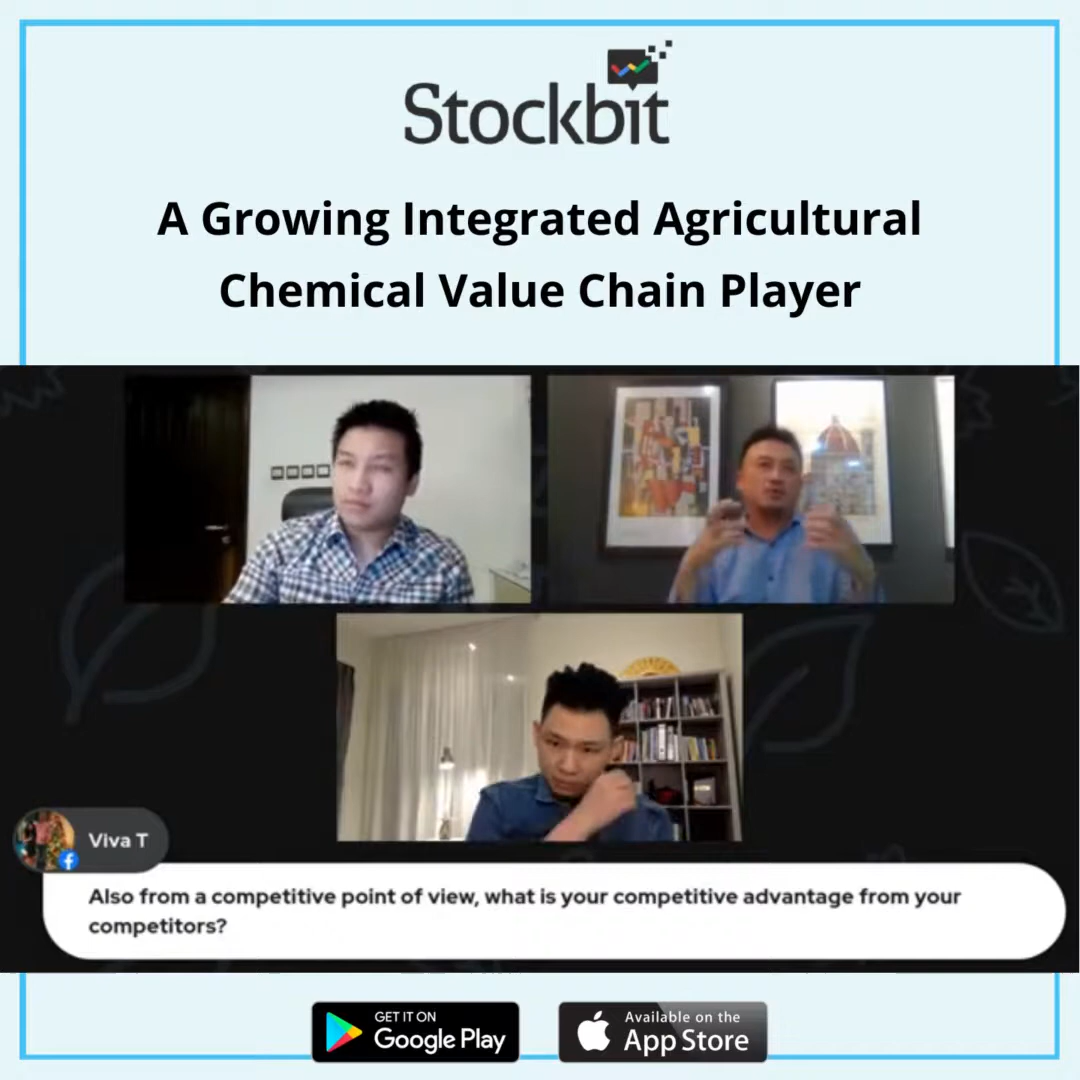 Stockbit
A Growing Integrated Agricultural
Chemical Value Chain Player
Viva T
Also from a competitive point of view, what is your competitive advantage from your
competitors?
GET IT ON
Google Play
Available on the
App Store